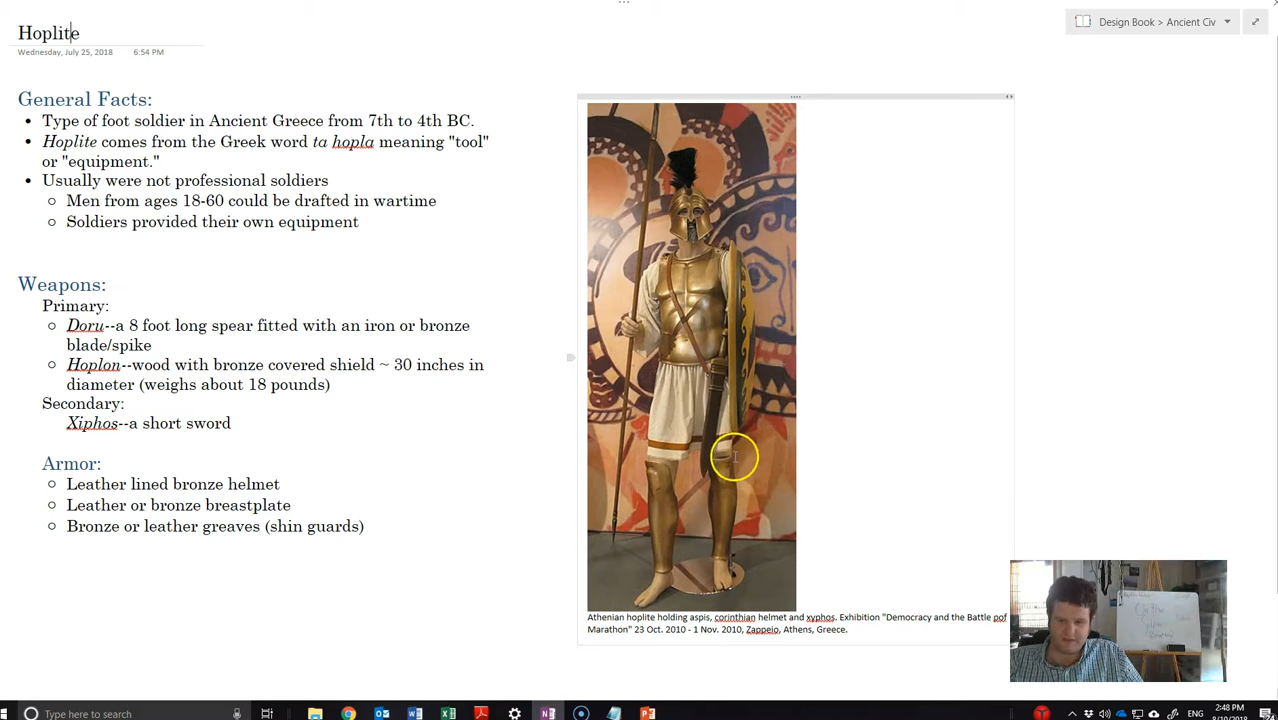 Hoplite
Wednesday, July 25, 2018 6:54 PM
Design Book > Ancient Civ
General Facts:
• Type of foot soldier in Ancient Greece from 7th to 4th BC.
• Hoplite comes from the Greek word ta hopla meaning "tool"
or "equipment."
• Usually were not professional soldiers
○ Men from ages 18-60 could be drafted in wartime
○ Soldiers provided their own equipment
Weapons:
Primary:
○ Doru--a 8 foot long spear fitted with an iron or bronze
blade/spike
○ Hoplon--wood with bronze covered shield ~ 30 inches in
diameter (weighs about 18 pounds)
Secondary:
Xiphos--a short sword
Armor:
○ Leather lined bronze helmet
○ Leather or bronze breastplate
○ Bronze or leather greaves (shin guards)
Athenian hoplite holding aspis, corinthian helmet and xyphos. Exhibition "Democracy and the Battle pof
Marathon" 23 Oct. 2010 - 1 Nov. 2010, Zappeio, Athens, Greece.
Type here to search
ENG
2:48 PM
8/10/2018